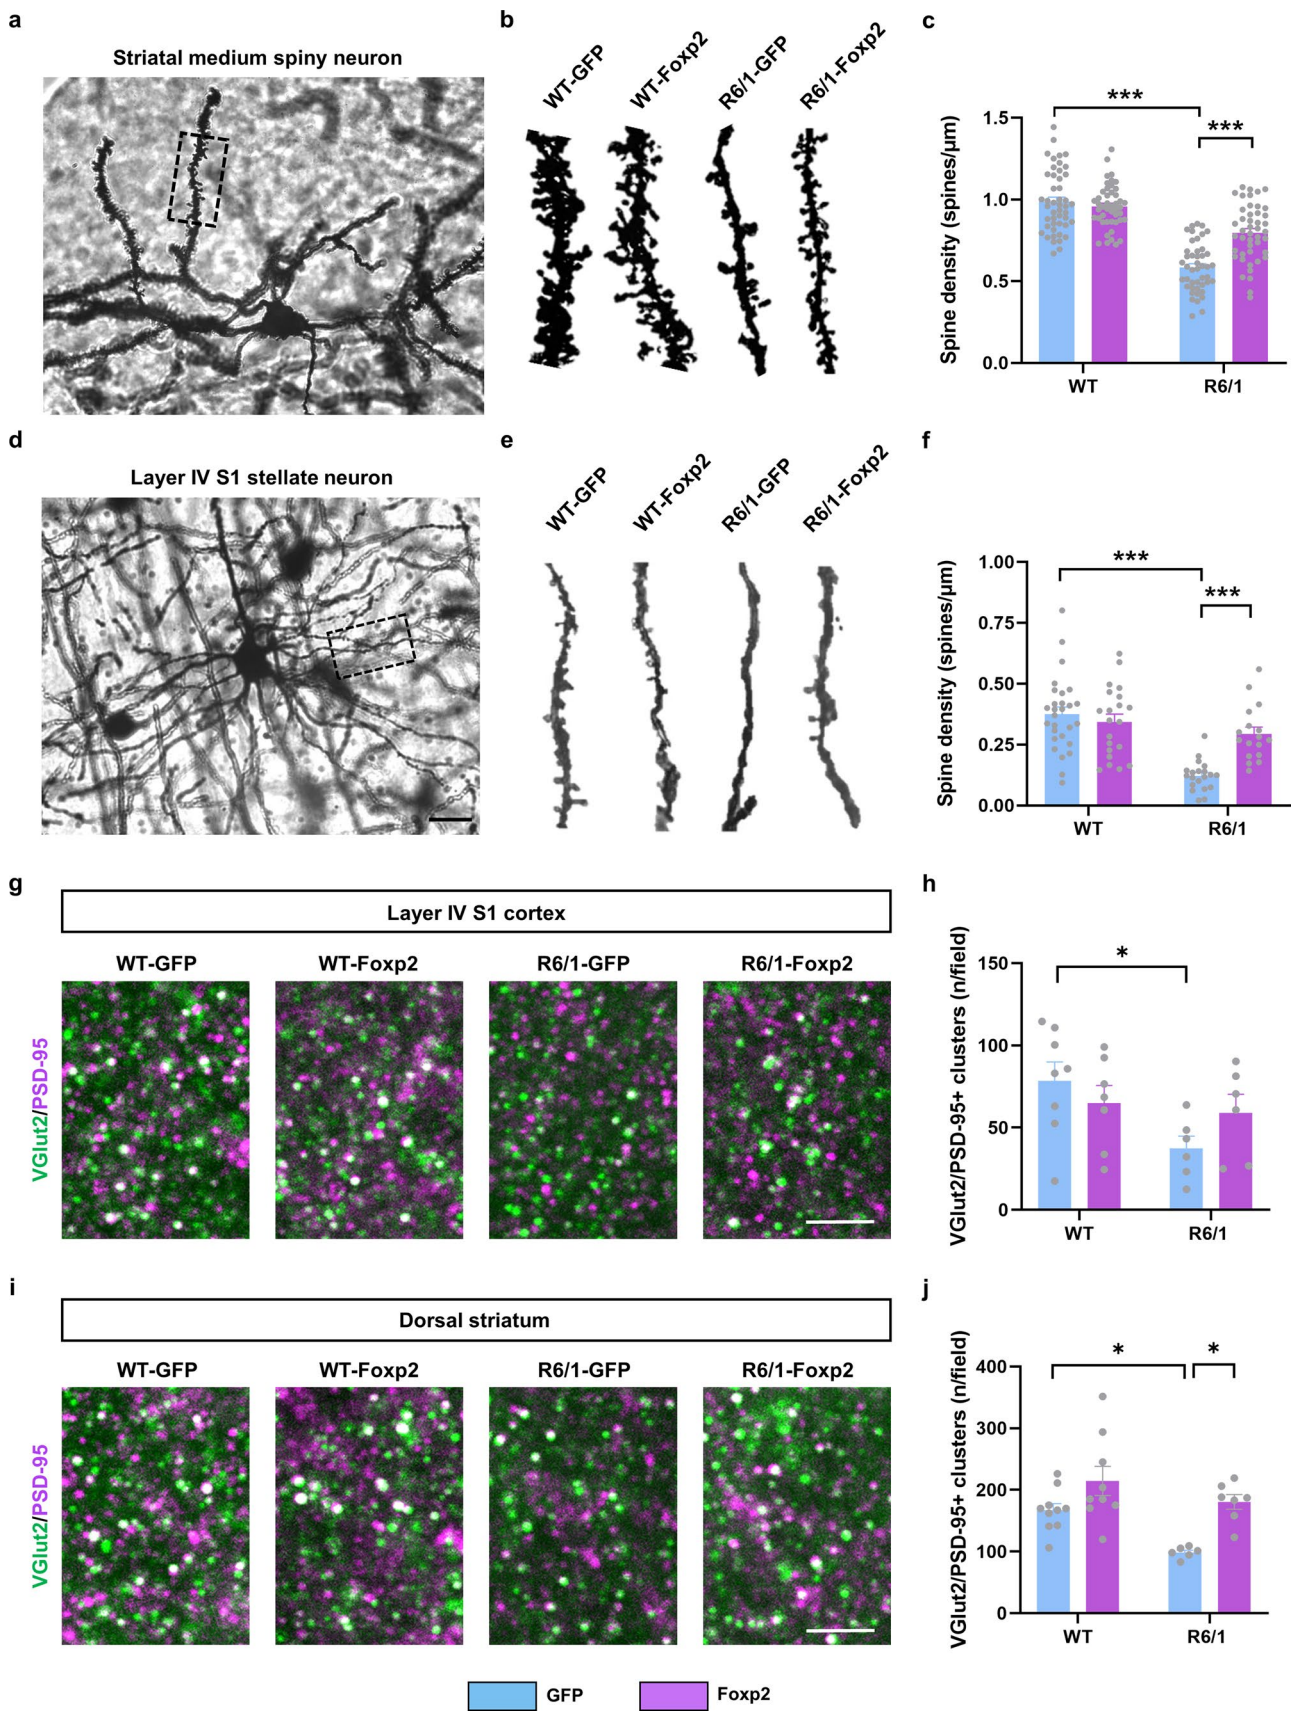 a
Striatal medium spiny neuron
b
WT-GFP
WT-Foxp2
R6/1-GFP
R6/1-Foxp2
c
Spine density (spines/μm)
***
***
1.5
1.0
0.5
0.0
WT
R6/1
d
Layer IV S1 stellate neuron
e
WT-GFP
WT-Foxp2
R6/1-GFP
R6/1-Foxp2
f
Spine density (spines/μm)
***
***
1.00
0.75
0.50
0.25
0.00
WT
R6/1
g
Layer IV S1 cortex
WT-GFP
WT-Foxp2
R6/1-GFP
R6/1-Foxp2
VGlut2/PSD-95
h
VGlut2/PSD-95+ clusters (n/field)
*
150
100
50
0
WT
R6/1
i
Dorsal striatum
WT-GFP
WT-Foxp2
R6/1-GFP
R6/1-Foxp2
VGlut2/PSD-95
j
VGlut2/PSD-95+ clusters (n/field)
*
*
400
300
200
100
0
WT
R6/1
GFP
Foxp2